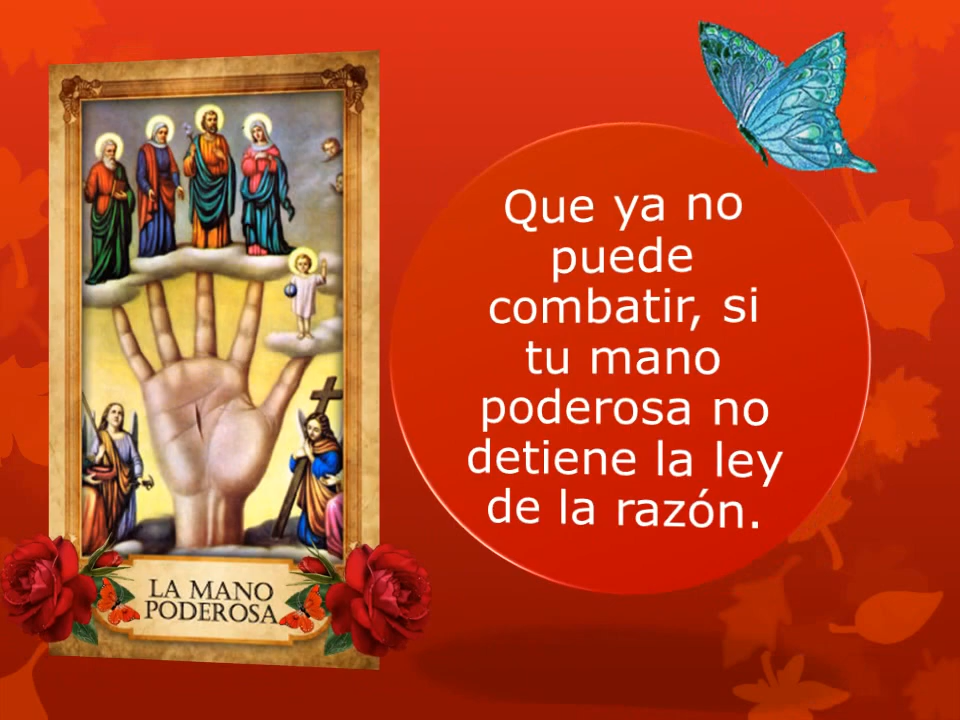 Que ya no
puede
combatir, si
tu mano
poderosa no
detiene la ley
de la razón.
LA MANO
PODEROSA